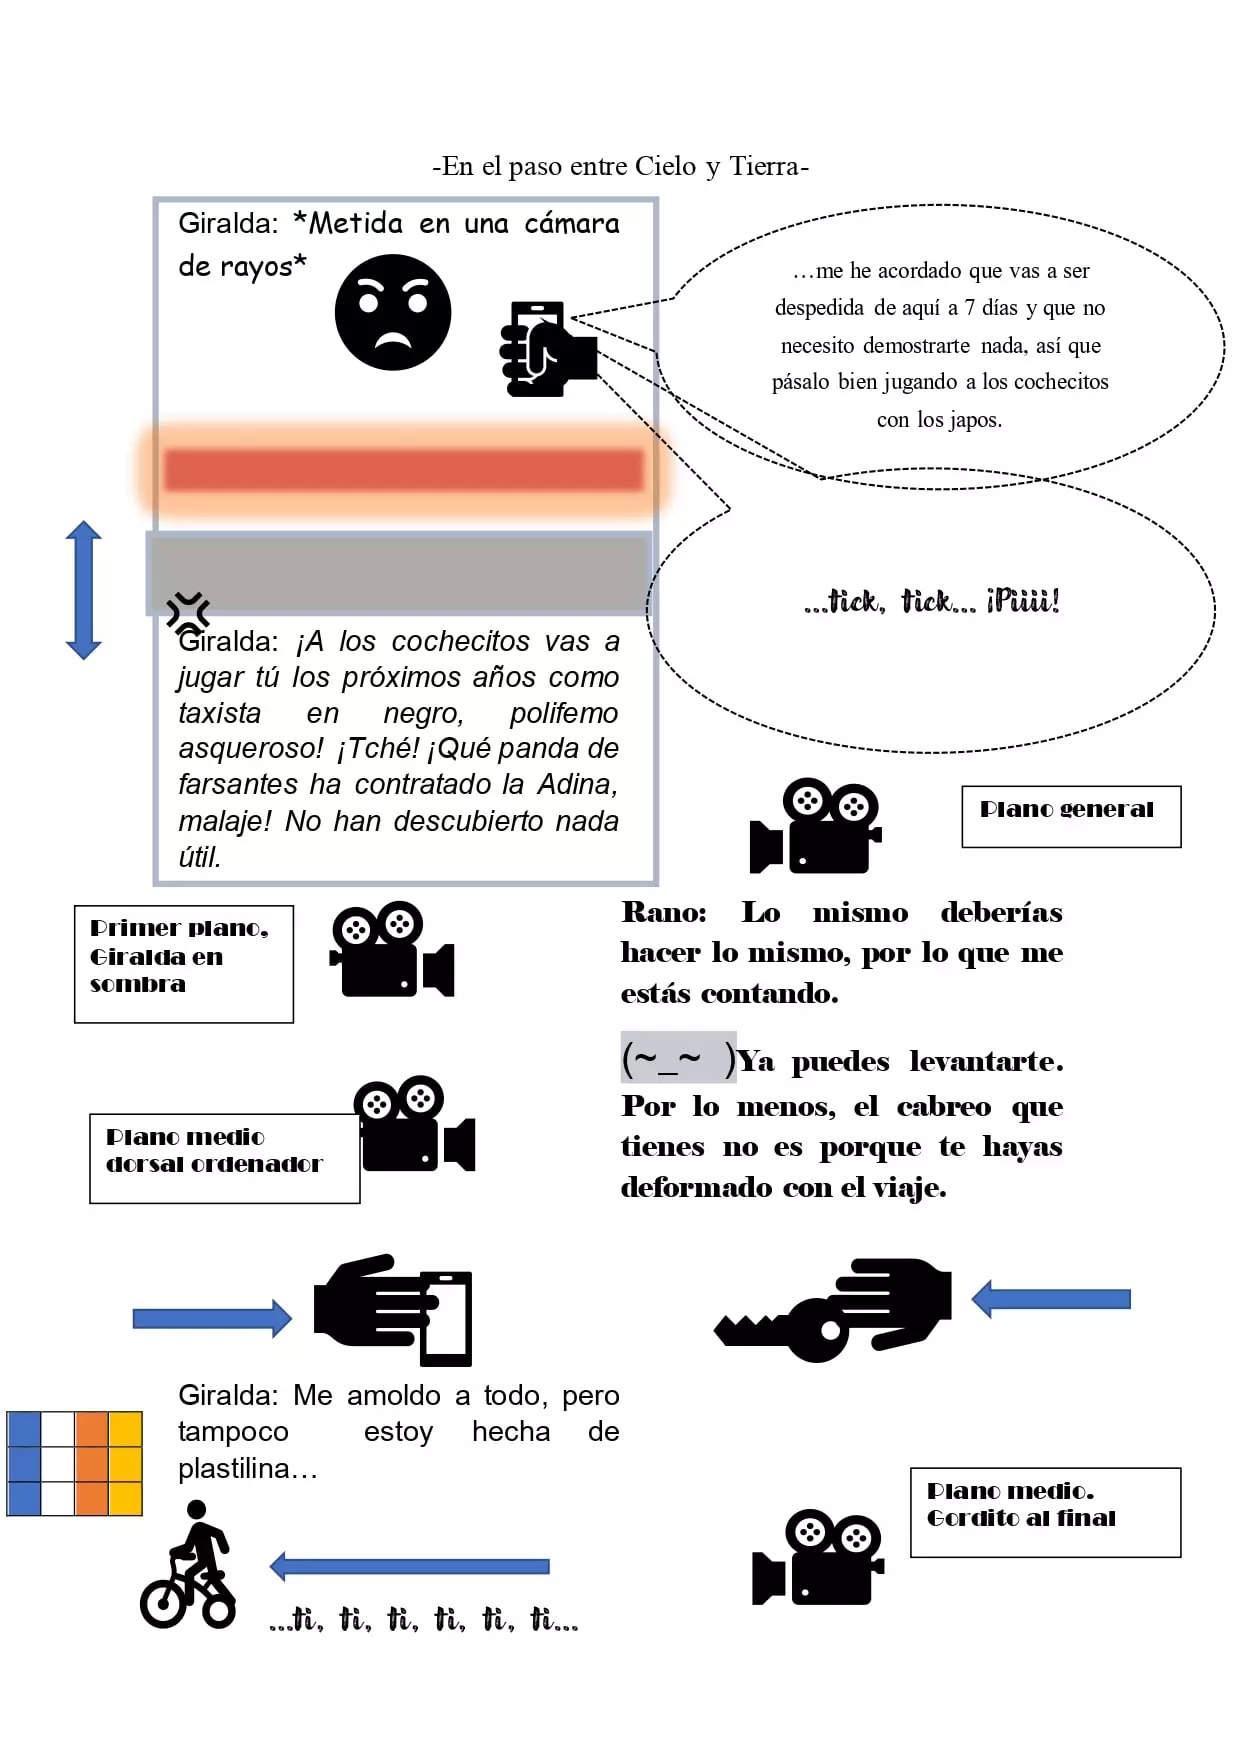 -En el paso entre Cielo y Tierra-
Giralda: *Metida en una cámara
de rayos*
…me he acordado que vas a ser
despedida de aquí a 7 días y que no
necesito demostrarte nada, así que
pásalo bien jugando a los cochecitos
con los japos.
...tick, tick... ¡Piiii!
Giralda: ¡A los cochecitos vas a
jugar tú los próximos años como
taxista en negro, polifemo
asqueroso! ¡Tché! ¡Qué panda de
farsantes ha contratado la Adina,
malaje! No han descubierto nada
útil.
Plano general
Primer plano,
Giralda en
sombra
Rano: Lo mismo deberías
hacer lo mismo, por lo que me
estás contando.
(~_~ )Ya puedes levantarte.
Por lo menos, el cabreo que
tienes no es porque te hayas
deformado con el viaje.
Plano medio
dorsal ordenador
Giralda: Me amoldo a todo, pero
tampoco estoy hecha de
plastilina…
Plano medio.
Gordito al final
...ti, ti, ti, ti, ti, ti...